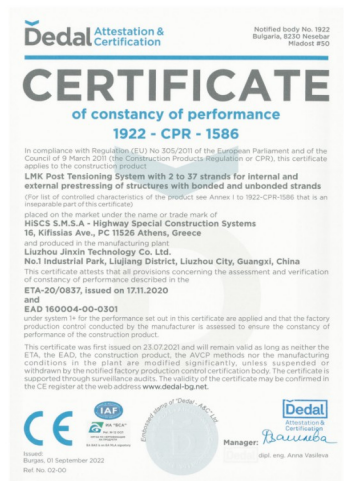 Dedal Attestation & Certification
Notified body No. 1922
Bulgaria, 8230 Nesebar
Mladost #50
CERTIFICATE
of constancy of performance
1922 - CPR - 1586
In compliance with Regulation (EU) No 305/2011 of the European Parliament and of the
Council of 9 March 2011 (the Construction Products Regulation or CPR), this certificate
applies to the construction product
LMK Post Tensioning System with 2 to 37 strands for internal and
external prestressing of structures with bonded and unbonded strands
(For list of controlled characteristics of the product see Annex I to 1922-CPR-1586 that is an
inseparable part of this certificate)
placed on the market under the name or trade mark of
HiSCS S.M.S.A - Highway Special Construction Systems
16, Kifissias Ave., PC 11526 Athens, Greece
and produced in the manufacturing plant
Liuzhou Jinxin Technology Co. Ltd.
No.1 Industrial Park, Liujiang District, Liuzhou City, Guangxi, China
This certificate attests that all provisions concerning the assessment and verification
of constancy of performance described in the
ETA-20/0837, issued on 17.11.2020
and
EAD 160004-00-0301
under system 1+ for the performance set out in this certificate are applied and that the factory
production control conducted by the manufacturer is assessed to ensure the constancy of
performance of the construction product.
This certificate was first issued on 23.07.2021 and will remain valid as long as neither the
ETA, the EAD, the construction product, the AVCP methods nor the manufacturing
conditions in the plant are modified significantly, unless suspended or
withdrawn by the notified factory production control certification body. The certificate is
supported through surveillance audits. The validity of the certificate may be confirmed in
the CE register at the web address www.dedal-bg.net.
CE
IAF
Dedal
Attestation &
Certification
Manager:
dipl. eng. Anna Vasileva
Issued:
Burgas, 01 September 2022
Ref. No. 02-00